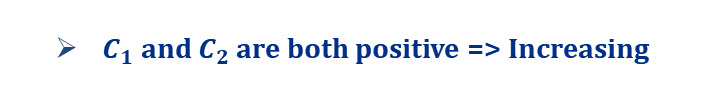 ➢ C₁ and C₂ are both positive => Increasing